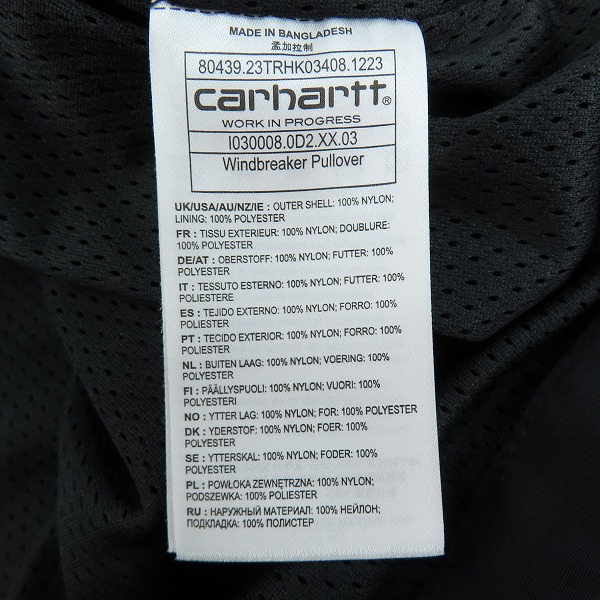 MADE IN BANGLADESH
孟加拉制
80439.23TRHK03408.1223
carhartt®
WORK IN PROGRESS
I030008.0D2.XX.03
Windbreaker Pullover
UK/USA/AU/NZ/IE : OUTER SHELL: 100% NYLON;
LINING: 100% POLYESTER
FR : TISSU EXTERIEUR: 100% NYLON; DOUBLURE:
100% POLYESTER
DE/AT : OBERSTOFF: 100% NYLON; FUTTER: 100%
POLYESTER
IT : TESSUTO ESTERNO: 100% NYLON; FUTTER: 100%
POLIESTERE
ES : TEJIDO EXTERNO: 100% NYLON; FORRO: 100%
POLYESTER
PT : TECIDO EXTERIOR: 100% NYLON; FORRO: 100%
POLYESTER
NL : BUITEN LAAG: 100% NYLON; VOERING: 100%
POLYESTER
FI : PÄÄLLYSPUOLI: 100% NYLON; VUORI: 100%
POLYESTERI
NO : YTTER LAG: 100% NYLON; FOR: 100% POLYESTER
DK : YDERSTOF: 100% NYLON; FOER: 100%
POLYESTER
SE : YTTERSKAL: 100% NYLON; FODER: 100%
POLYESTER
PL : POWŁOKA ZEWNĘTRZNA: 100% NYLON;
PODSZEWKA: 100% POLIESTER
RU : НАРУЖНЫЙ МАТЕРИАЛ: 100% НЕЙЛОН;
ПОДКЛАДКА: 100% ПОЛИСТЕР